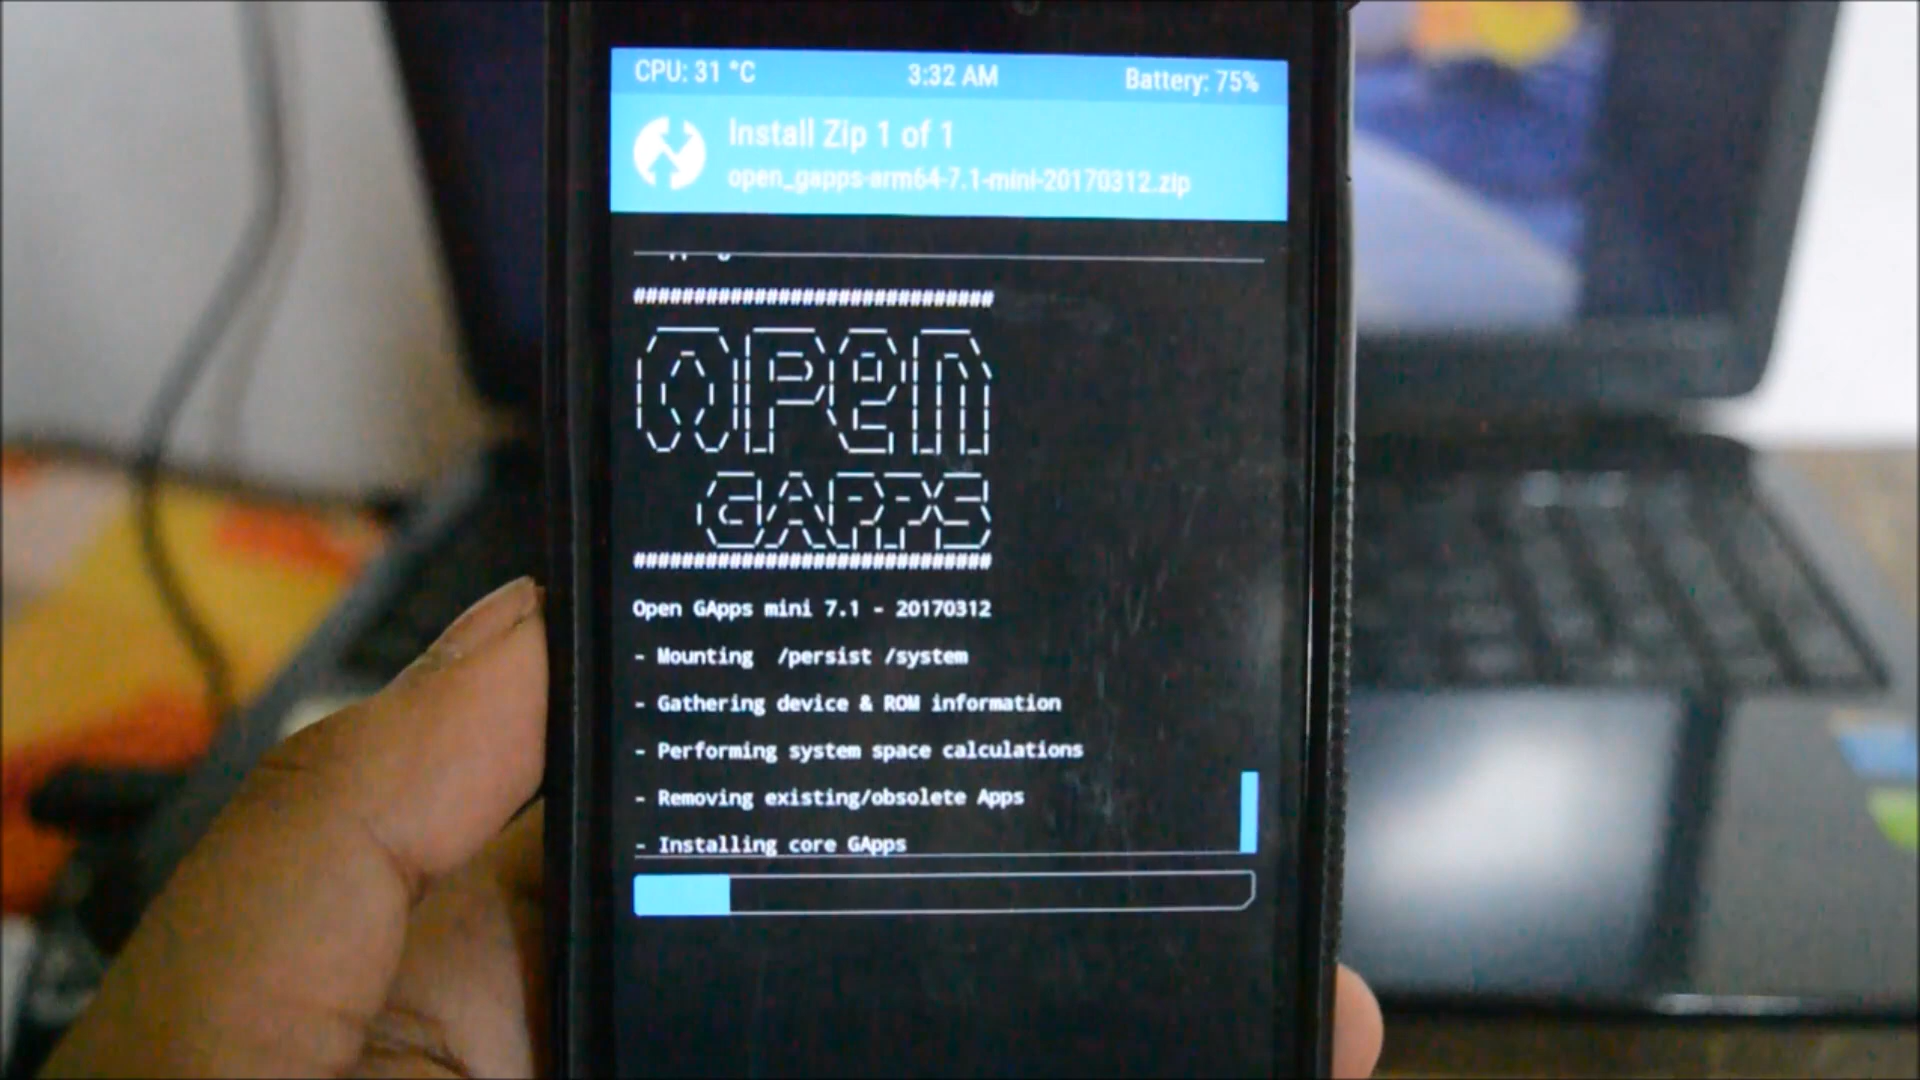 CPU: 31 °C 3:32 AM Battery: 75%
Install Zip 1 of 1
open_gapps-arm64-7.1-mini-20170312.zip
##############################
OPEN
GAPPS
##############################
Open GApps mini 7.1 - 20170312
- Mounting  /persist /system
- Gathering device & ROM information
- Performing system space calculations
- Removing existing/obsolete Apps
- Installing core GApps